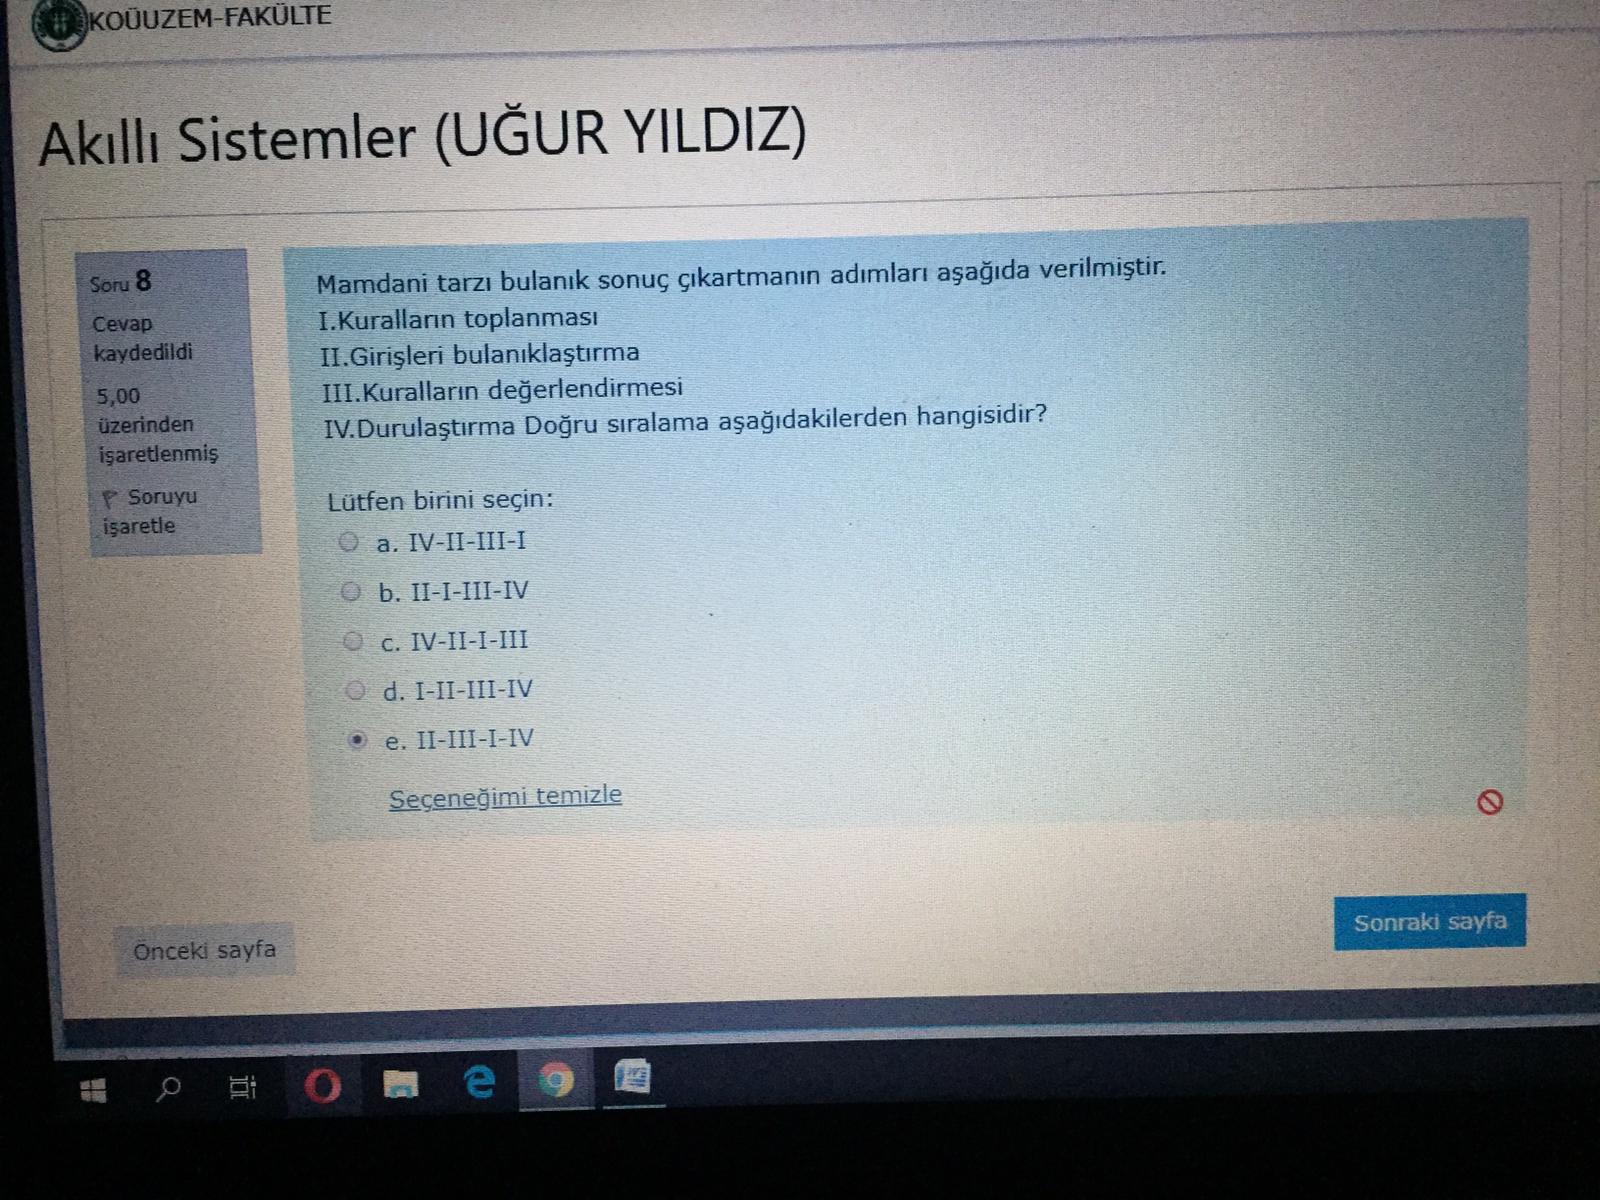 KOÜUZEM-FAKÜLTE
Akıllı Sistemler (UĞUR YILDIZ)
Soru 8
Cevap
kaydedildi
5,00
üzerinden
işaretlenmiş
Soruyu
işaretle
Mamdani tarzı bulanık sonuç çıkartmanın adımları aşağıda verilmiştir.
I.Kuralların toplanması
II.Girişleri bulanıklaştırma
III.Kuralların değerlendirmesi
IV.Durulaştırma Doğru sıralama aşağıdakilerden hangisidir?
Lütfen birini seçin:
a. IV-II-III-I
b. II-I-III-IV
c. IV-II-I-III
d. I-II-III-IV
e. II-III-I-IV
Seçeneğimi temizle
Önceki sayfa
Sonraki sayfa